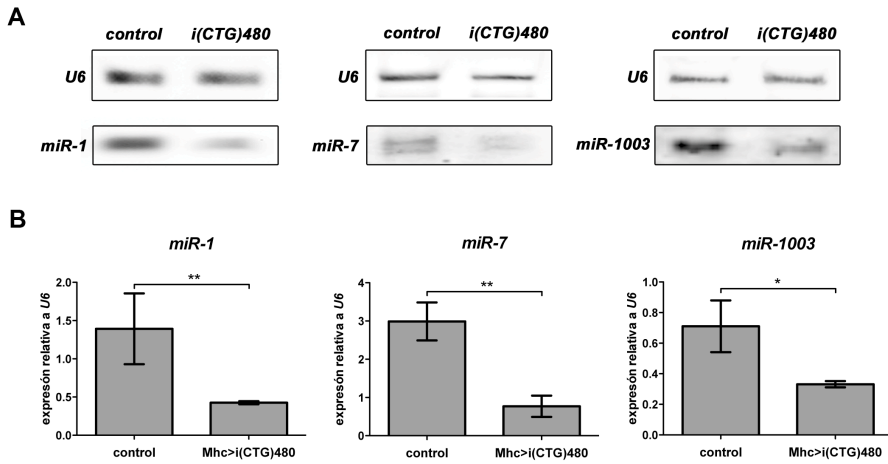 A
control i(CTG)480 control i(CTG)480 control i(CTG)480
U6 U6 U6
miR-1 miR-7 miR-1003
B
miR-1 miR-7 miR-1003
expresón relativa a U6
2.0
1.5
1.0
0.5
0.0
**
control Mhc>i(CTG)480
expresón relativa a U6
4
3
2
1
0
**
control Mhc>i(CTG)480
expresón relativa a U6
1.0
0.8
0.6
0.4
0.2
0.0
*
control Mhc>i(CTG)480